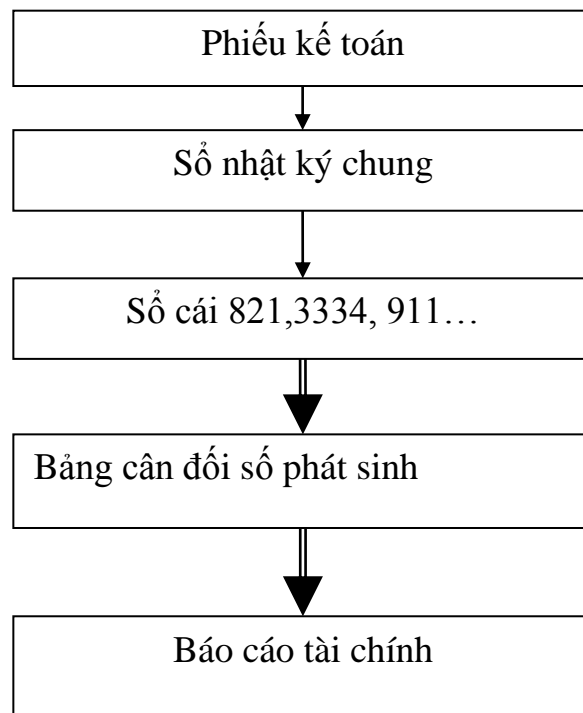 Phiếu kế toán
Sổ nhật ký chung
Sổ cái 821,3334, 911…
Bảng cân đối số phát sinh
Báo cáo tài chính